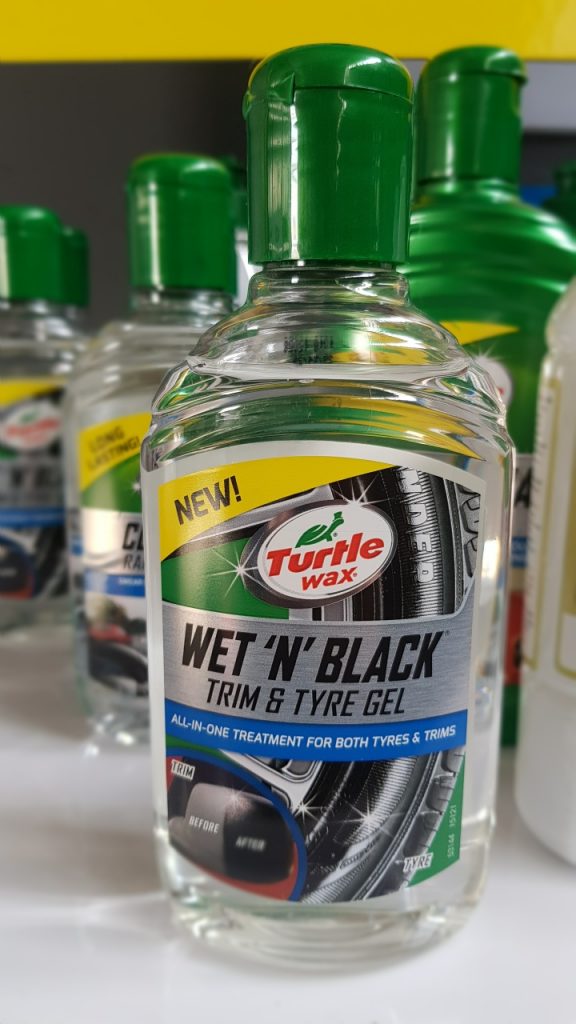 NEW!
Turtle
wax
WET 'N' BLACK
TRIM & TYRE GEL
ALL-IN-ONE TREATMENT FOR BOTH TYRES & TRIMS
TRIM
BEFORE
AFTER
TYRE
LONG
LASTING!